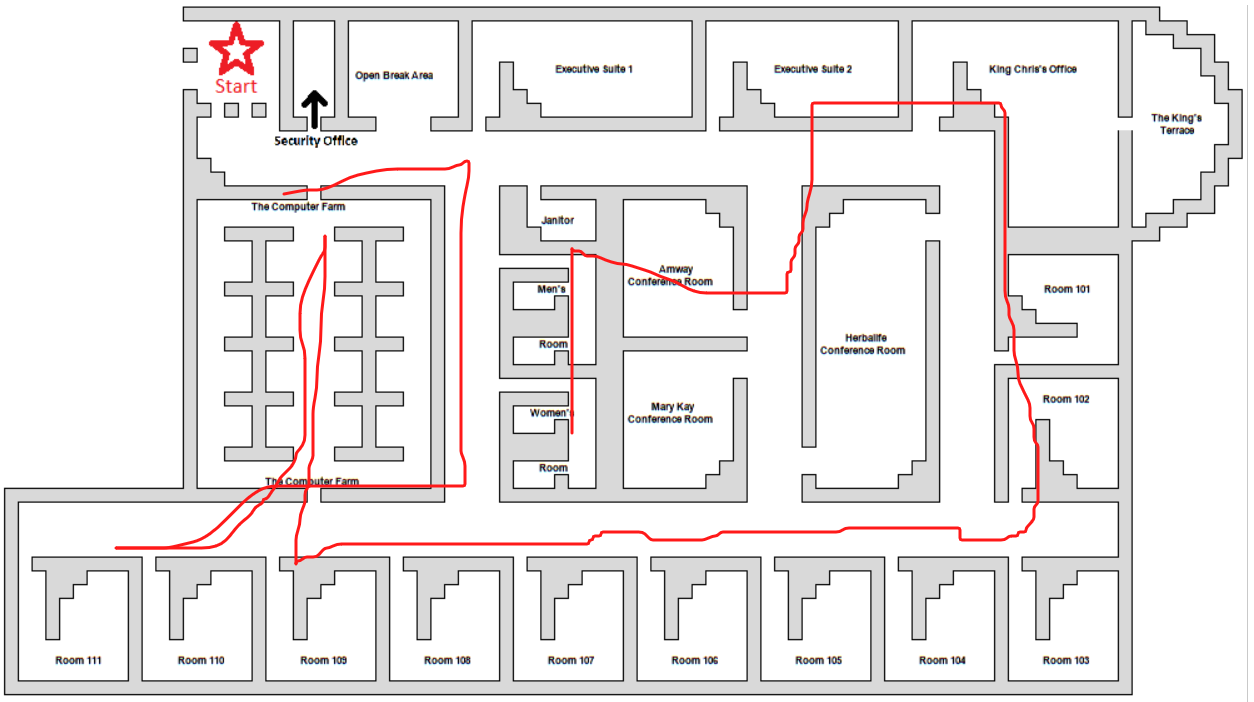 Start
Security Office
Open Break Area
Executive Suite 1
Executive Suite 2
King Chris's Office
The King's
Terrace
The Computer Farm
Janitor
Men's
Room
Women's
Room
Amway
Conference Room
Mary Kay
Conference Room
Herbalife
Conference Room
Room 101
Room 102
The Computer Farm
Room 111
Room 110
Room 109
Room 108
Room 107
Room 106
Room 105
Room 104
Room 103